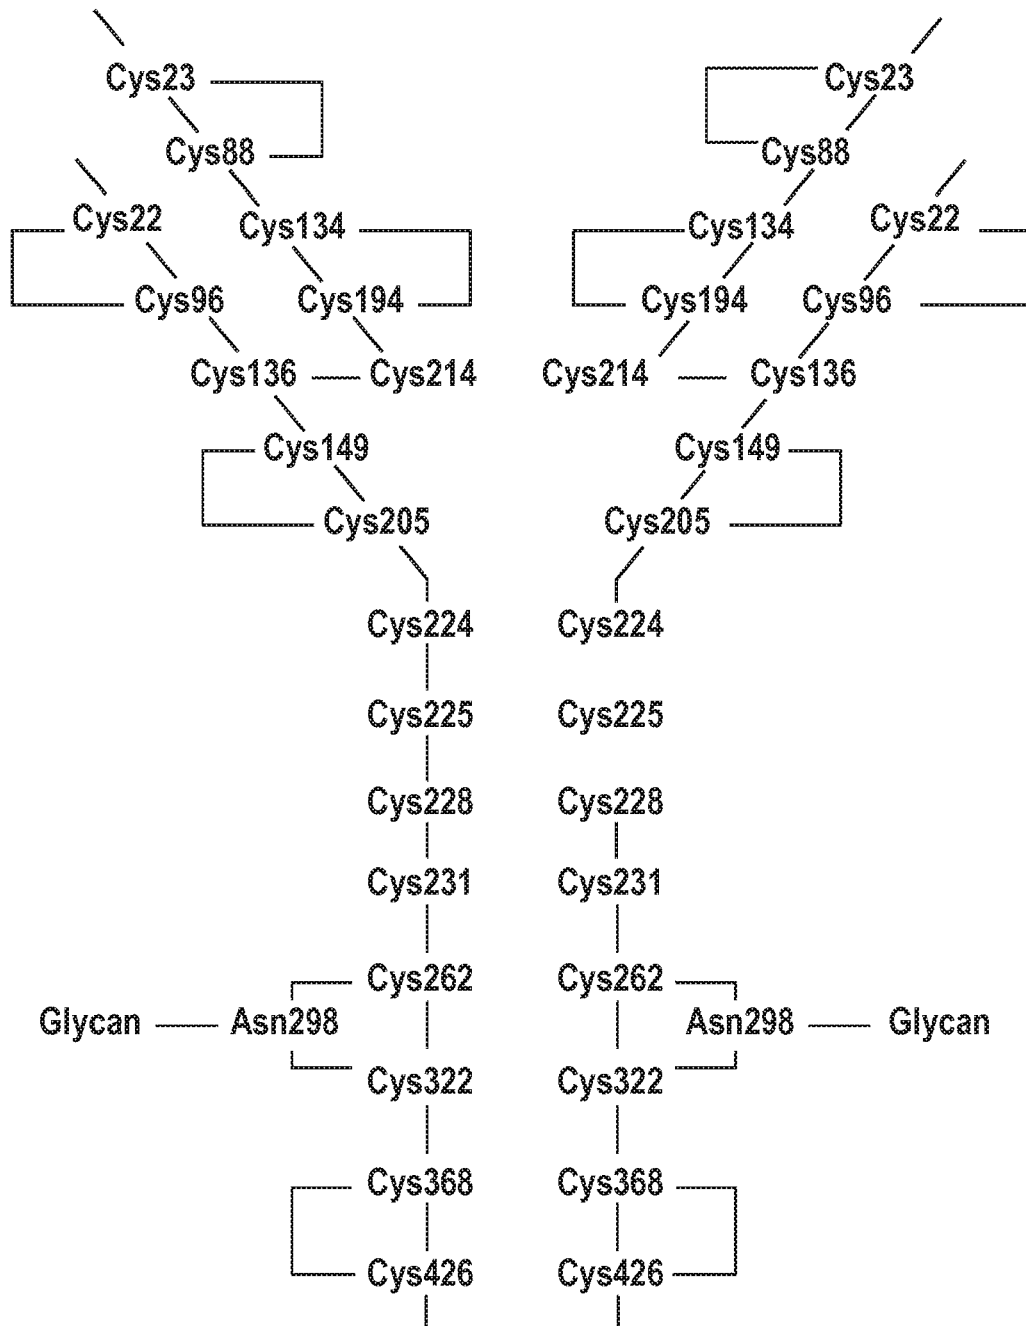 Cys23 Cys23
Cys88 Cys88
Cys22 Cys134 Cys134 Cys22
Cys96 Cys194 Cys194 Cys96
Cys136 Cys214 Cys214 Cys136
Cys149 Cys149
Cys205 Cys205
Cys224 Cys224
Cys225 Cys225
Cys228 Cys228
Cys231 Cys231
Cys262 Cys262
Glycan Asn298 Asn298 Glycan
Cys322 Cys322
Cys368 Cys368
Cys426 Cys426